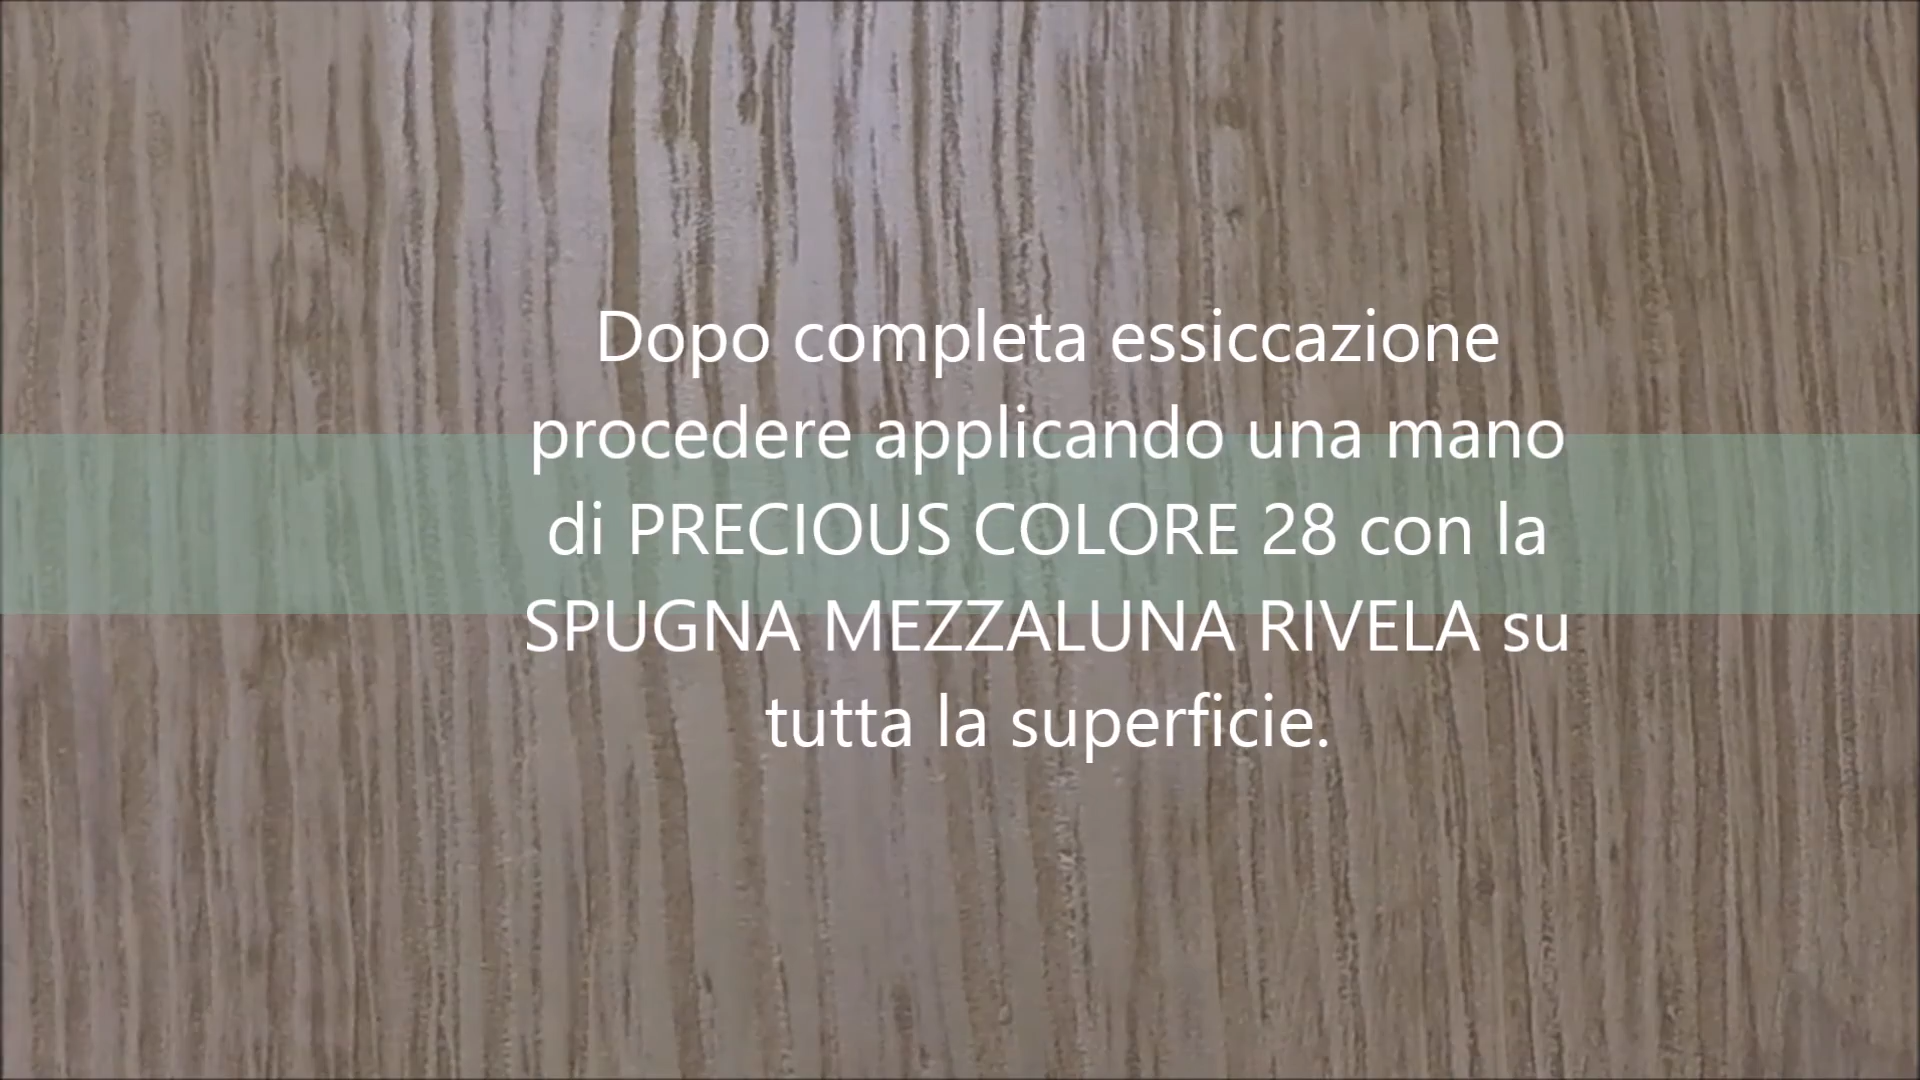 Dopo completa essiccazione
procedere applicando una mano
di PRECIOUS COLORE 28 con la
SPUGNA MEZZALUNA RIVELA su
tutta la superficie.